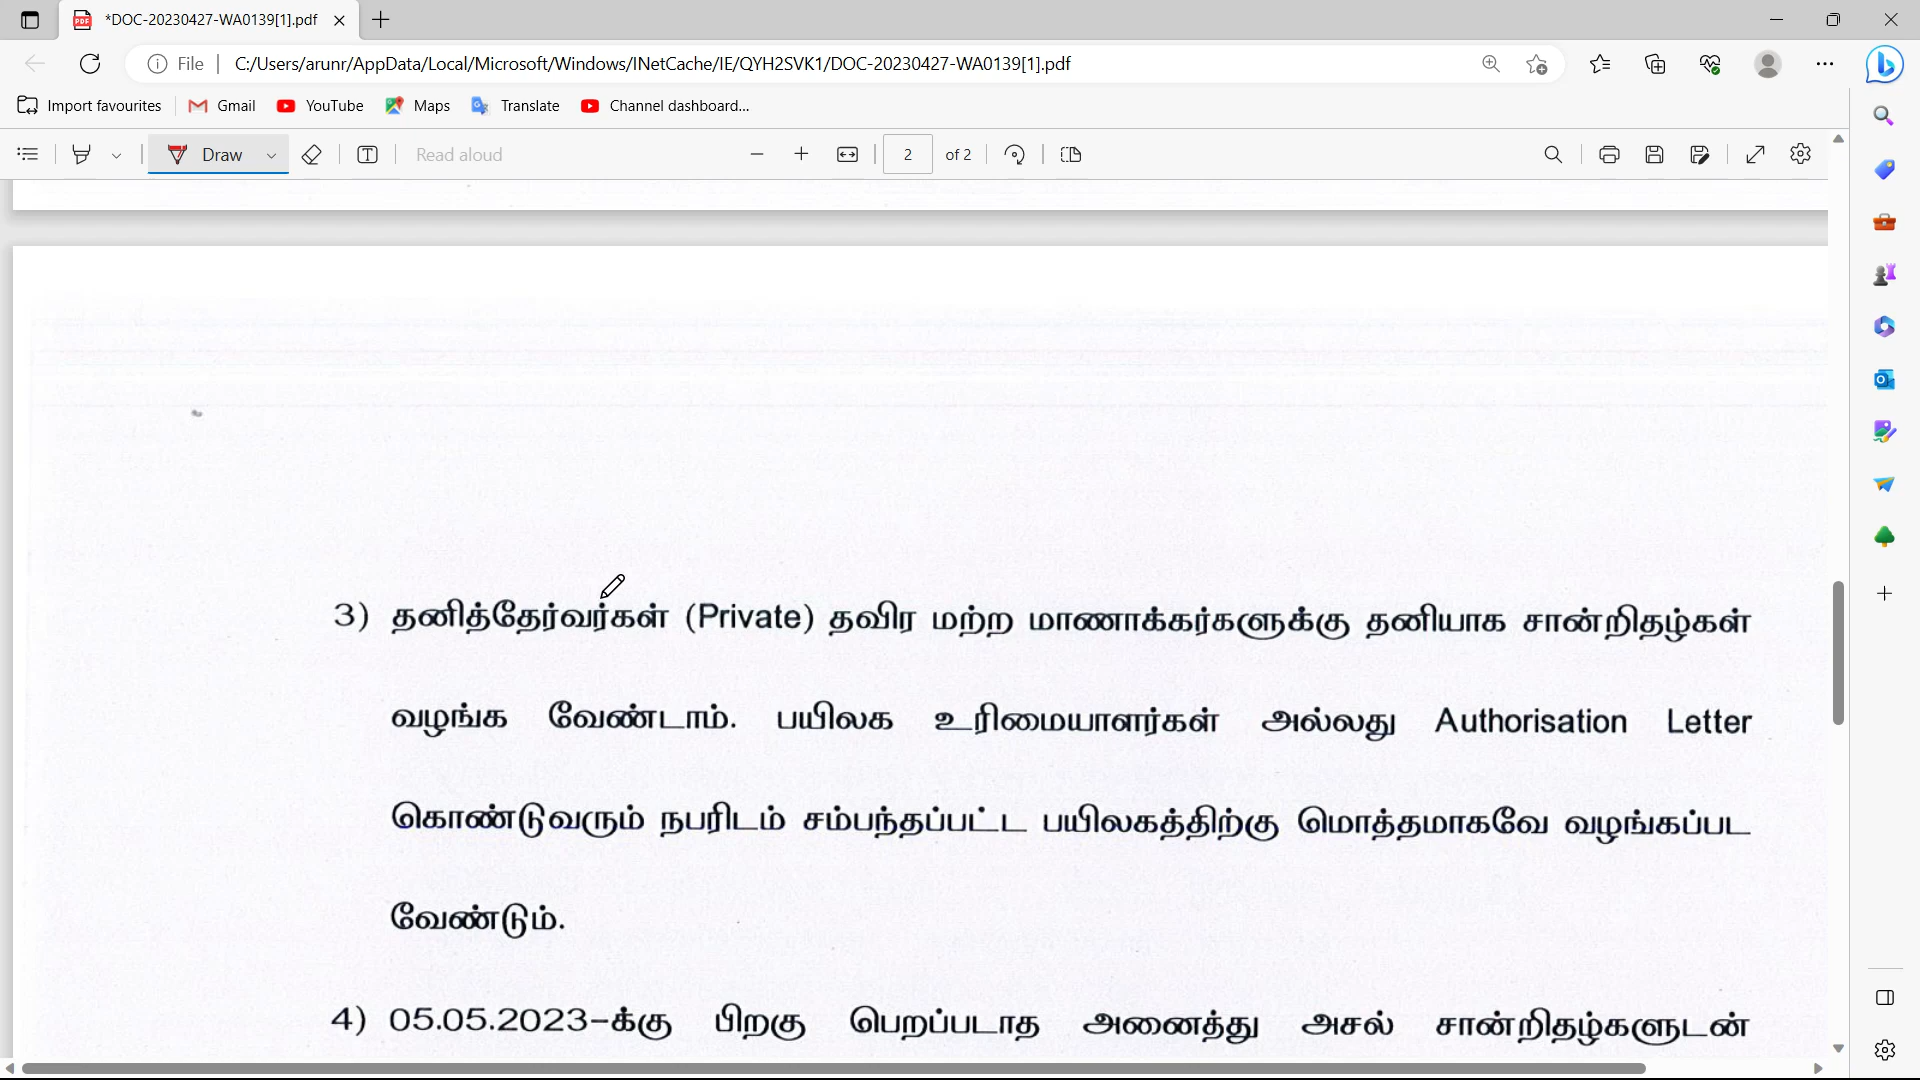 *DOC-20230427-WA0139[1].pdf
File
C:/Users/arunr/AppData/Local/Microsoft/Windows/INetCache/IE/QYH2SVK1/DOC-20230427-WA0139[1].pdf
Import favourites Gmail YouTube Maps Translate Channel dashboard...
Draw Read aloud 2 of 2
3) தனித்தேர்வர்கள் (Private) தவிர மற்ற மாணாக்கர்களுக்கு தனியாக சான்றிதழ்கள்
வழங்க வேண்டாம். பயிலக உரிமையாளர்கள் அல்லது Authorisation Letter
கொண்டுவரும் நபரிடம் சம்பந்தப்பட்ட பயிலகத்திற்கு மொத்தமாகவே வழங்கப்பட
வேண்டும்.
4) 05.05.2023-க்கு பிறகு பெறப்படாத அனைத்து அசல் சான்றிதழ்களுடன்